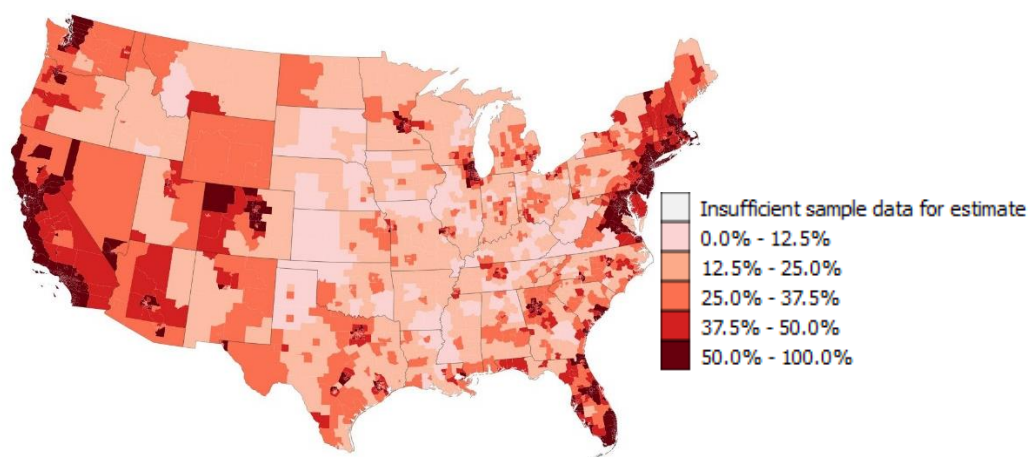 Insufficient sample data for estimate
0.0% - 12.5%
12.5% - 25.0%
25.0% - 37.5%
37.5% - 50.0%
50.0% - 100.0%